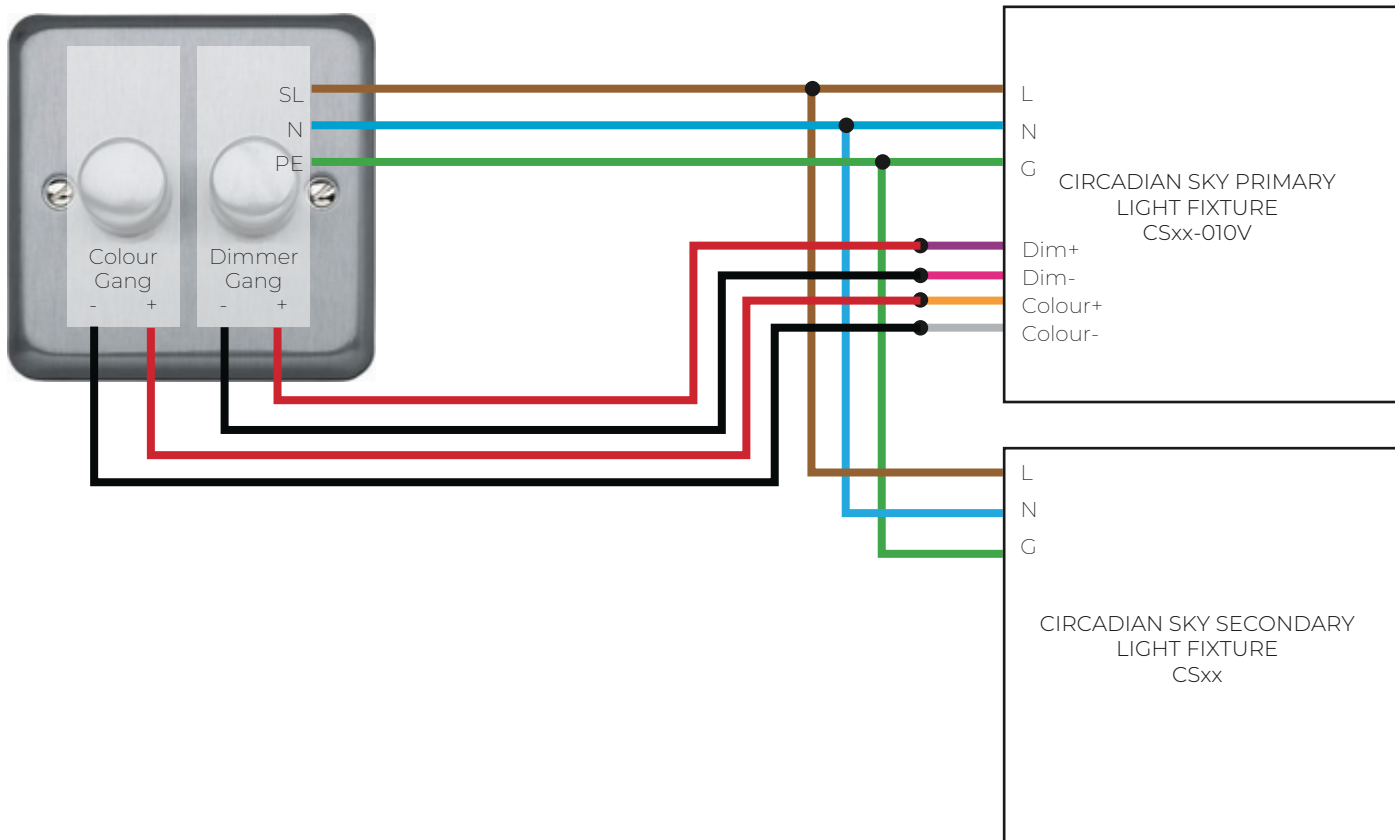 SL
N
PE
Colour
Gang
- +
Dimmer
Gang
- +
L
N
G
CIRCADIAN SKY PRIMARY
LIGHT FIXTURE
CSxx-010V
Dim+
Dim-
Colour+
Colour-
L
N
G
CIRCADIAN SKY SECONDARY
LIGHT FIXTURE
CSxx